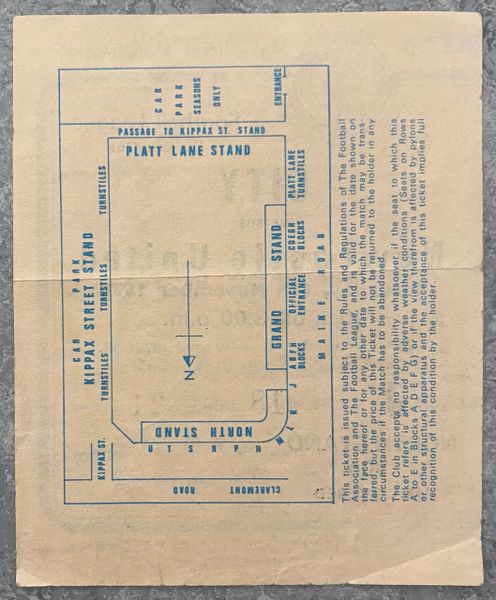 CAR
PARK
SEASONS
ONLY
ENTRANCE
PASSAGE TO KIPPAX ST. STAND
PLATT LANE STAND
CAR PARK
KIPPAX STREET STAND
TURNSTILES TURNSTILES TURNSTILES
N
GRAND STAND
ABFH
BLOCKS
OFFICIAL
ENTRANCE
CDEGH
BLOCKS
PLATT LANE
TURNSTILES
MAINE ROAD
NORTH STAND
U T S R P N M L K J
KIPPAX ST.
CLAREMONT
ROAD
This ticket is issued subject to the Rules and Regulations of The Football
Association and The Football League, and is valid for the date shown on
the face hereof or for any other date to which the match may be trans-
ferred, but the price of this ticket will not be returned to the holder in any
circumstances if the Match has to be abandoned.
The Club accepts no responsibility whatsoever if the seat to which this
ticket refers is affected by adverse weather conditions (Seats on Rows
A to E in Blocks A D E F G) or if the view therefrom is affected by pylons
or other structural apparatus and the acceptance of this ticket implies full
recognition of this condition by the holder.